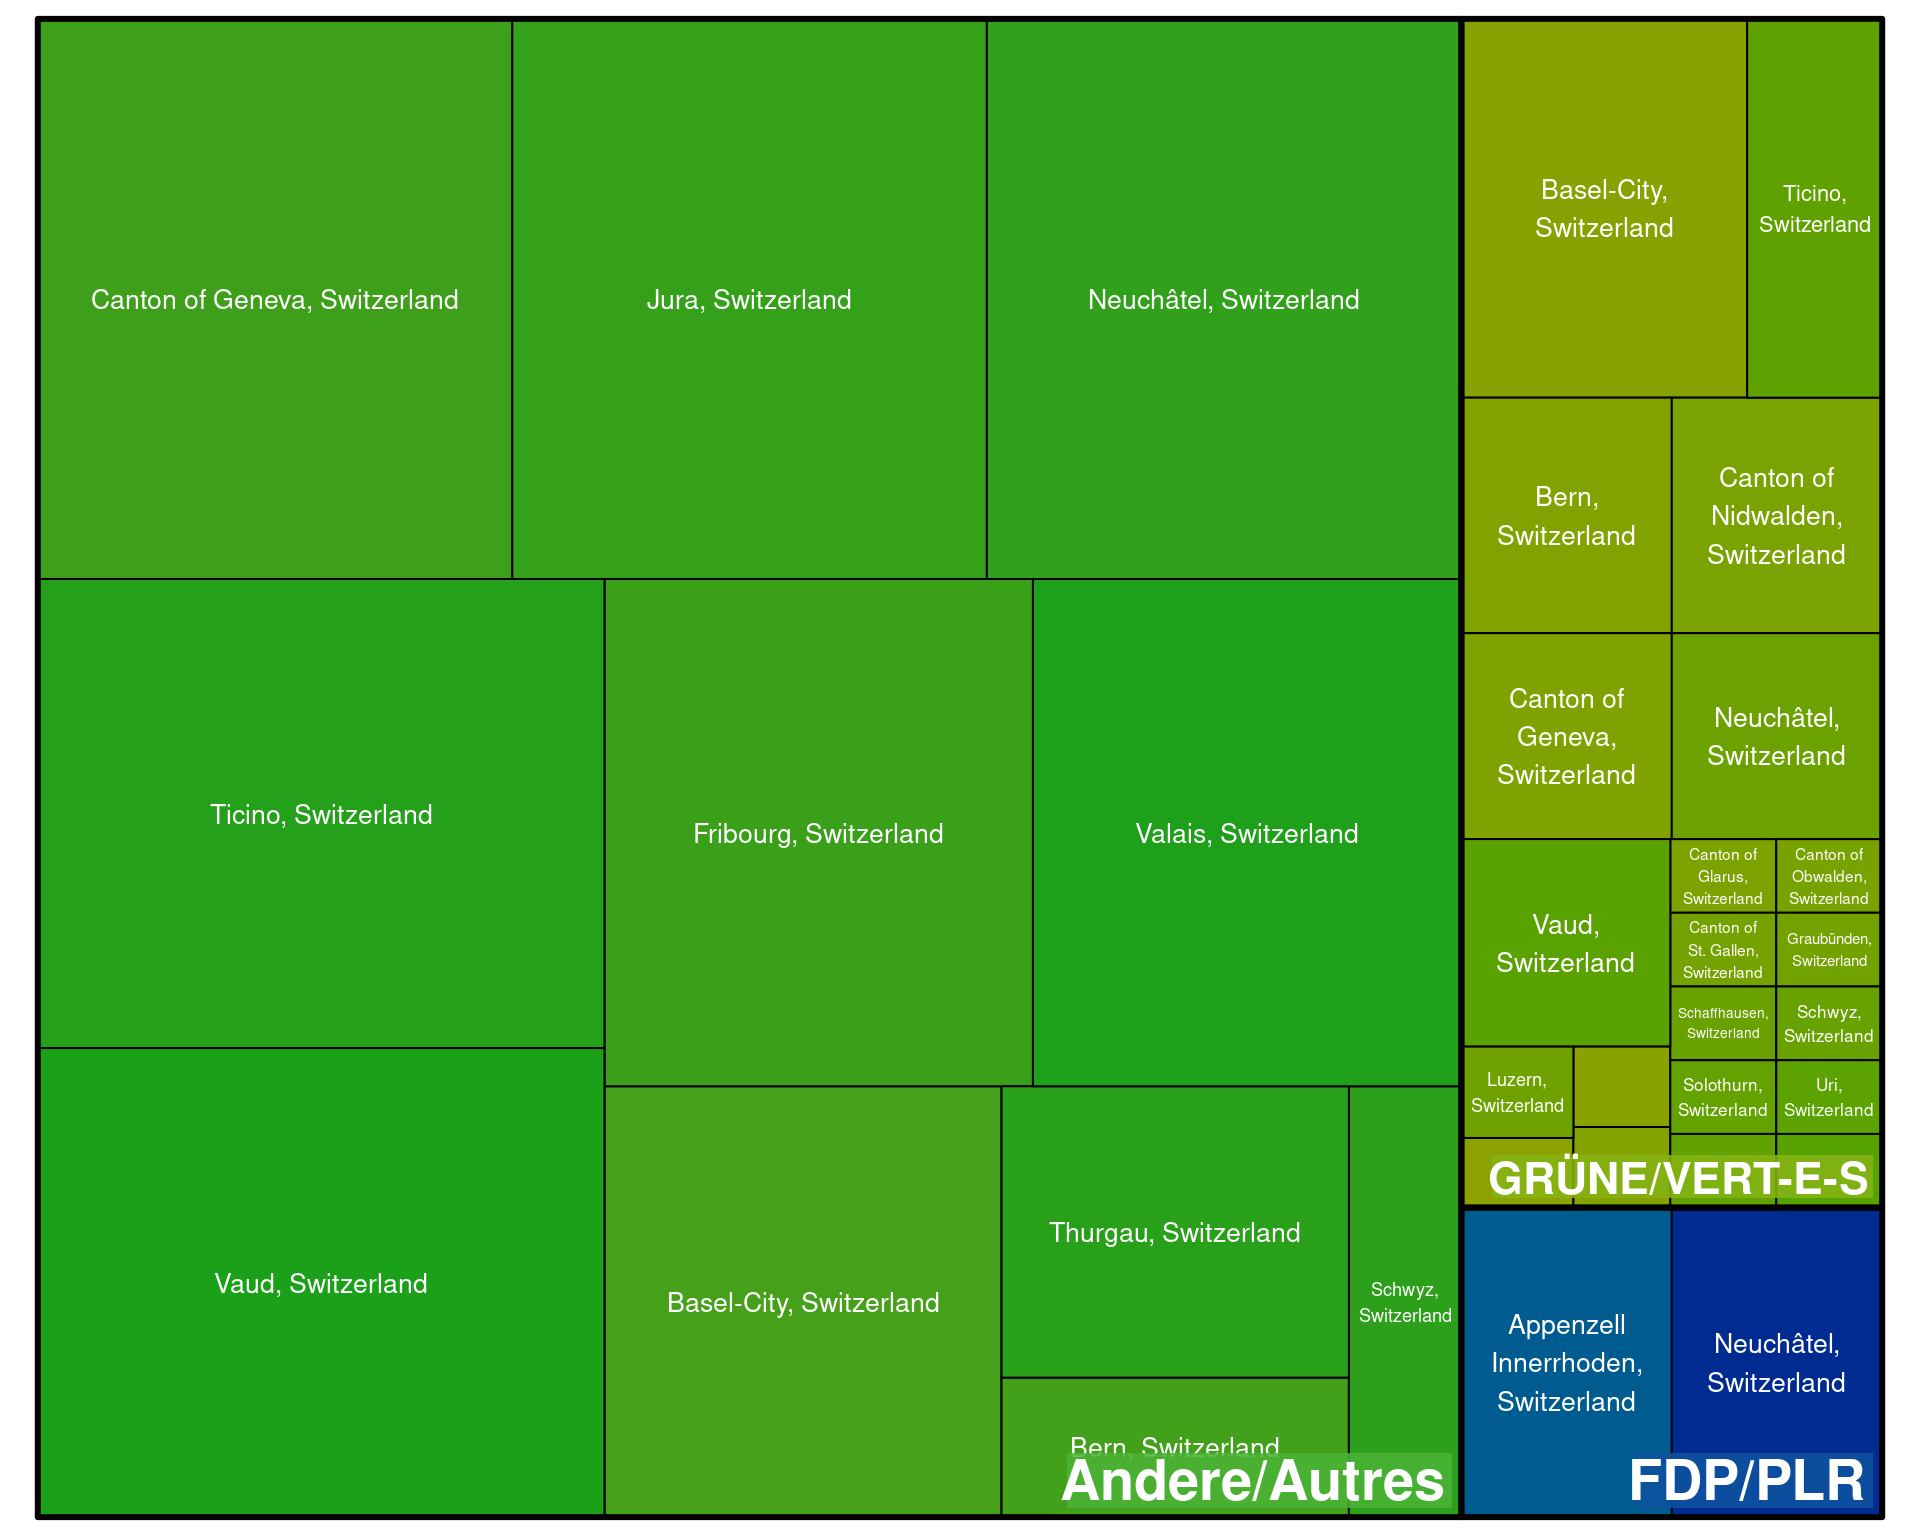 Canton of Geneva, Switzerland
Jura, Switzerland
Neuchâtel, Switzerland
Ticino, Switzerland
Fribourg, Switzerland
Valais, Switzerland
Vaud, Switzerland
Basel-City, Switzerland
Thurgau, Switzerland
Schwyz,
Switzerland
Bern, Switzerland
Andere/Autres
Basel-City,
Switzerland
Ticino,
Switzerland
Bern,
Switzerland
Canton of
Nidwalden,
Switzerland
Canton of
Geneva,
Switzerland
Neuchâtel,
Switzerland
Vaud,
Switzerland
Canton of
Glarus,
Switzerland
Canton of
Obwalden,
Switzerland
Canton of
St. Gallen,
Switzerland
Graubünden,
Switzerland
Schaffhausen,
Switzerland
Schwyz,
Switzerland
Luzern,
Switzerland
Solothurn,
Switzerland
Uri,
Switzerland
GRÜNE/VERT-E-S
Appenzell
Innerrhoden,
Switzerland
Neuchâtel,
Switzerland
FDP/PLR